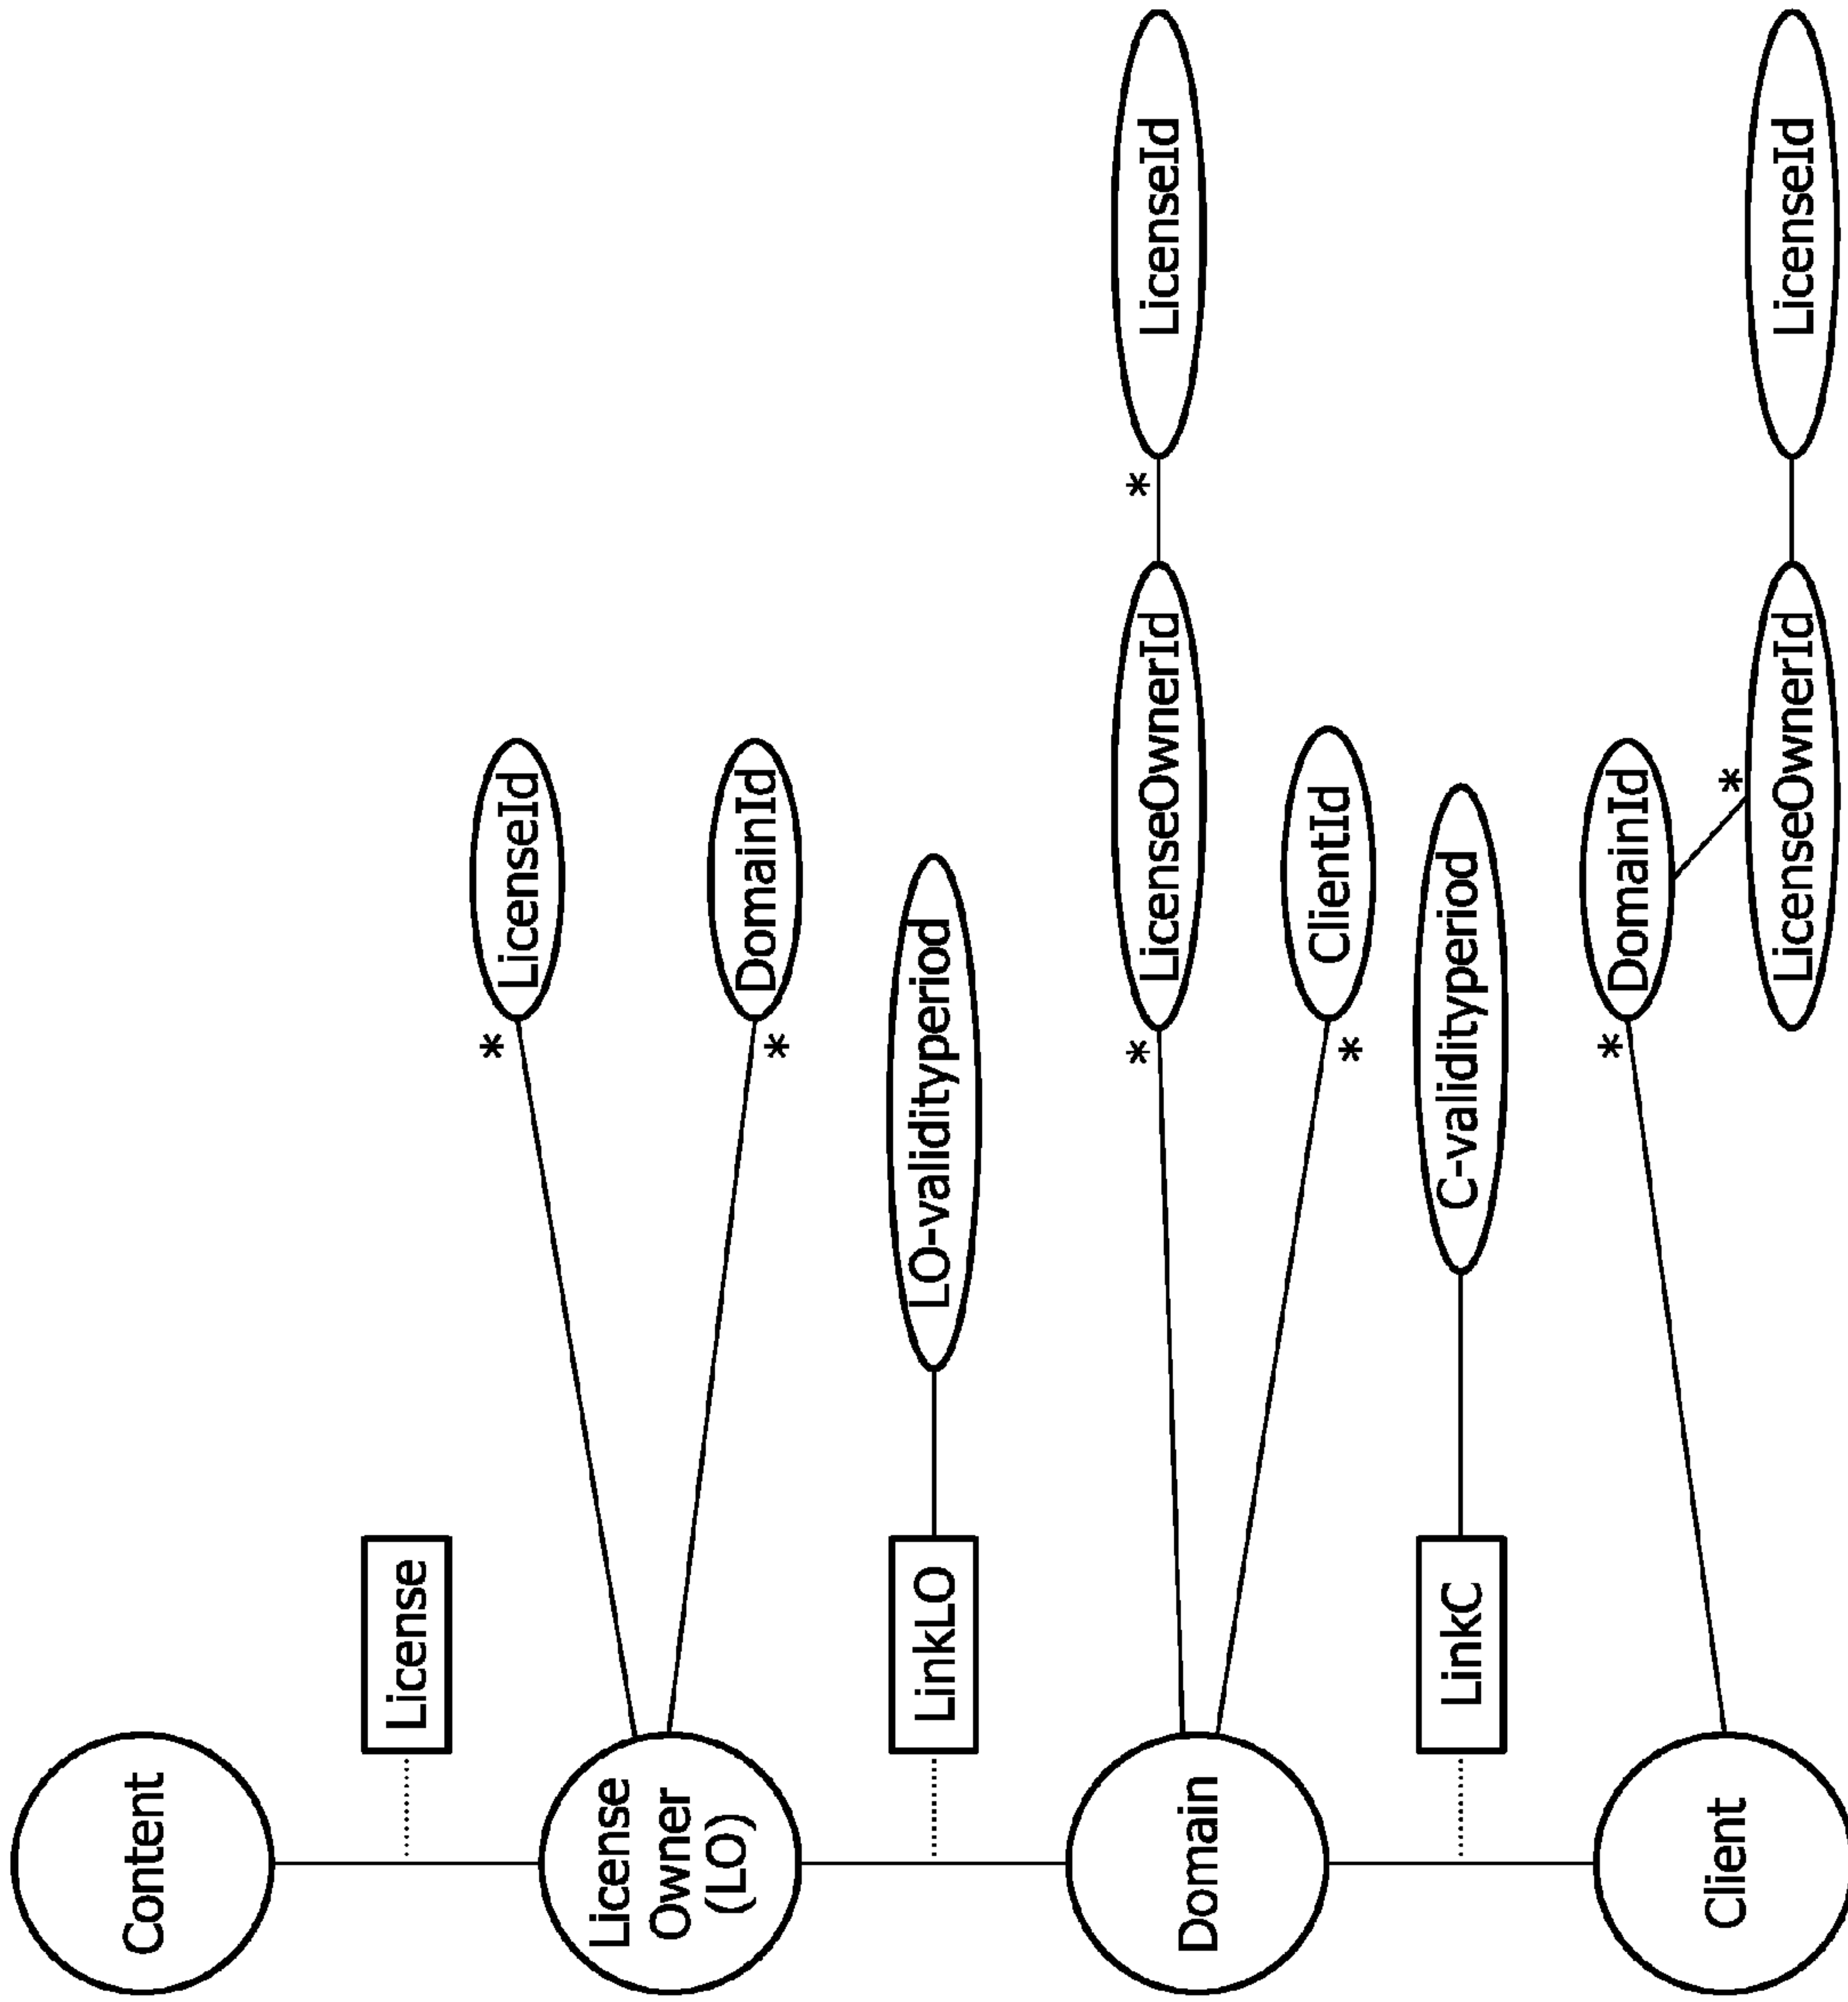 Content
License
License
Owner
(LO)
LicenseId
*
DomainId
*
LinkLO
LO-validityperiod
Domain
*
LicenseOwnerId
*
LicenseId
*
ClientId
LinkC
C-validityperiod
Client
*
DomainId
*
LicenseOwnerId
LicenseId